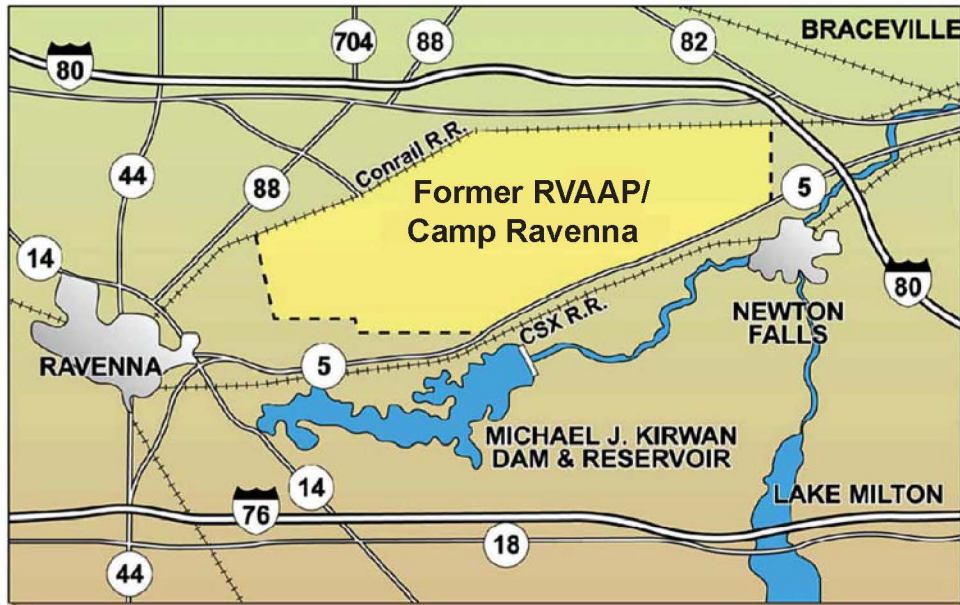 704
88
82
BRACEVILLE
80
Conrail R.R.
44
88
Former RVAAP/
Camp Ravenna
5
14
80
NEWTON
FALLS
CSX R.R.
RAVENNA
5
MICHAEL J. KIRWAN
DAM & RESERVOIR
14
76
LAKE MILTON
18
44